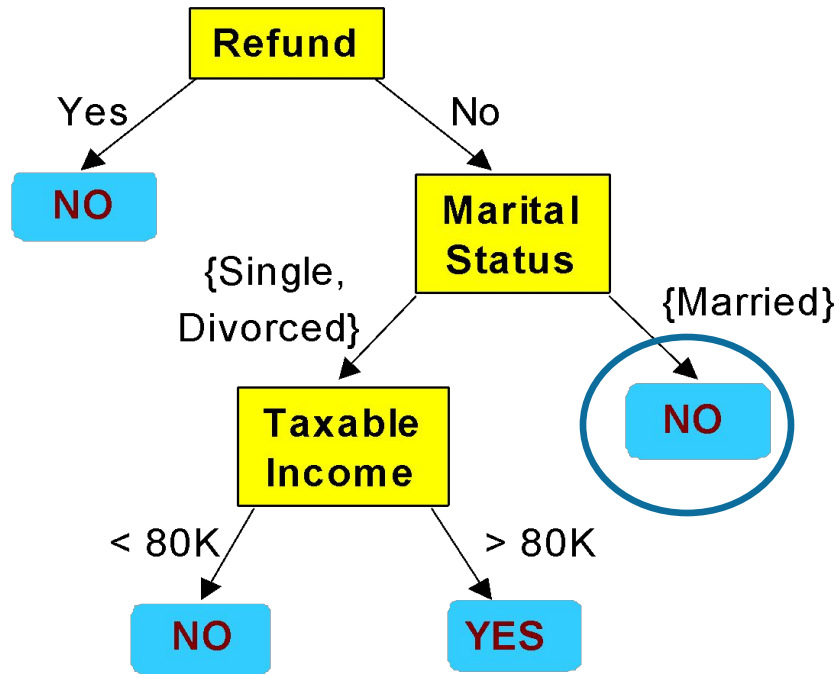 Refund
Yes
No
NO
Marital
Status
{Single,
Divorced}
{Married}
NO
Taxable
Income
< 80K
> 80K
NO
YES